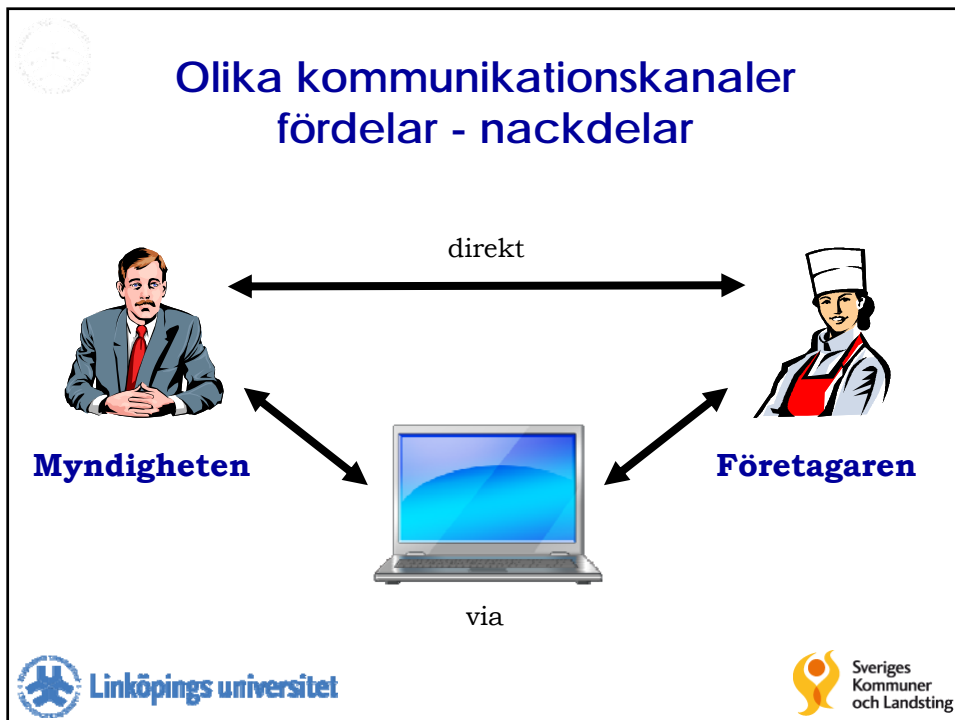 Olika kommunikationskanaler
fördelar - nackdelar
direkt
Myndigheten
Företagaren
via
Linköpings universitet
Sveriges
Kommuner
och Landsting